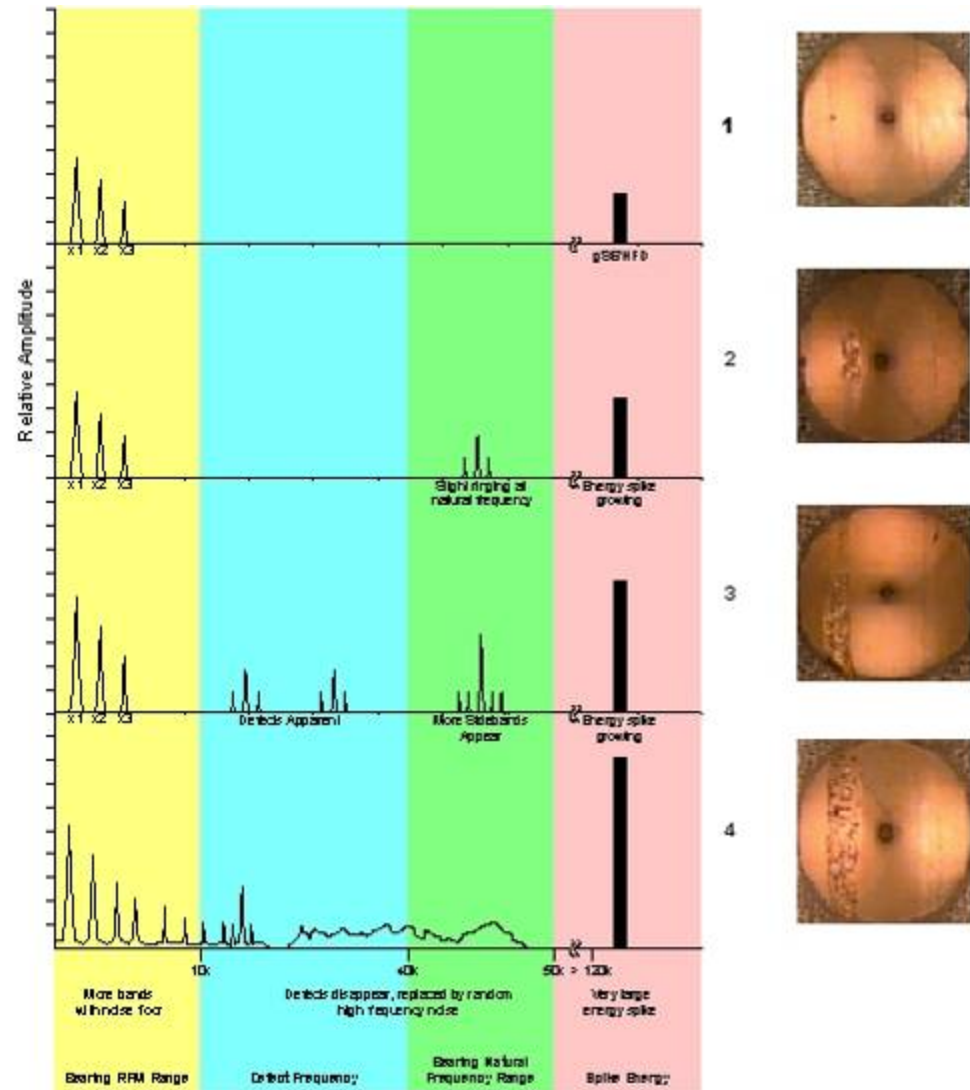 Relative Amplitude
1
x1 x2 x3
gSE/HFD
2
x1 x2 x3
Slight ringing at
natural frequency
Energy spike
growing
3
x1 x2 x3
Defects Apparent
More Sidebands
Appear
Energy spike
growing
4
10k 40k 50k > 120k
More bands
with noise floor
Defects disappear, replaced by random
high frequency noise
Very large
energy spike
Bearing RPM Range
Defect Frequency
Bearing Natural
Frequency Range
Spike Energy